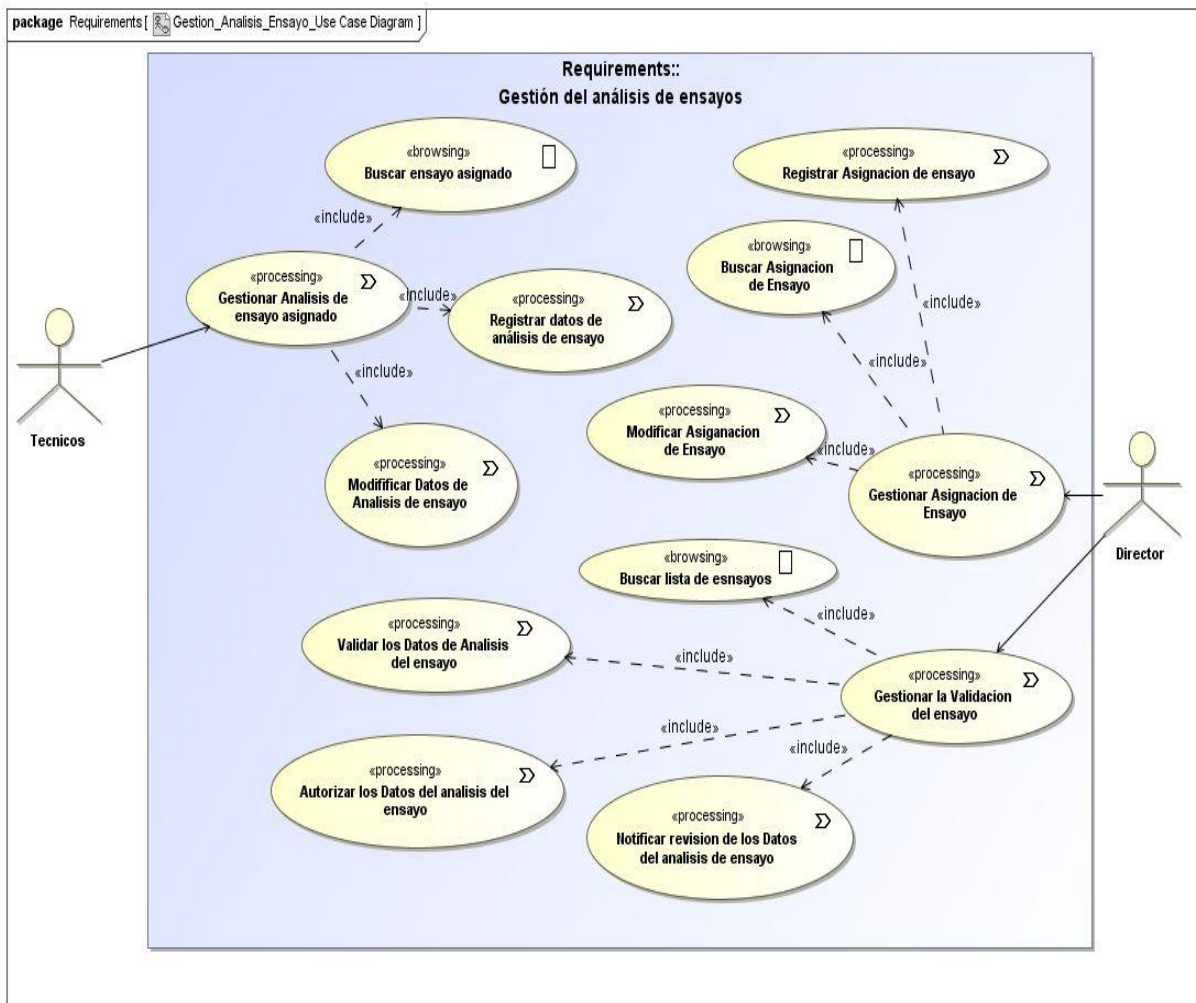 package Requirements [ Gestion_Analisis_Ensayo_Use Case Diagram ]
Requirements::
Gestión del análisis de ensayos
«browsing»
Buscar ensayo asignado
«processing»
Registrar Asignacion de ensayo
«include»
«browsing»
Buscar Asignacion
de Ensayo
«processing»
Gestionar Analisis de
ensayo asignado
«include»
«processing»
Registrar datos de
análisis de ensayo
«include»
«include»
«include»
«processing»
Modificar Asiganacion
de Ensayo
«include»
Tecnicos
«processing»
Modifificar Datos de
Analisis de ensayo
«processing»
Gestionar Asignacion de
Ensayo
Director
«browsing»
Buscar lista de esnsayos
«include»
«processing»
Validar los Datos de Analisis
del ensayo
«include»
«processing»
Gestionar la Validacion
del ensayo
«include»
«include»
«processing»
Autorizar los Datos del analisis del
ensayo
«processing»
Notificar revision de los Datos
del analisis de ensayo